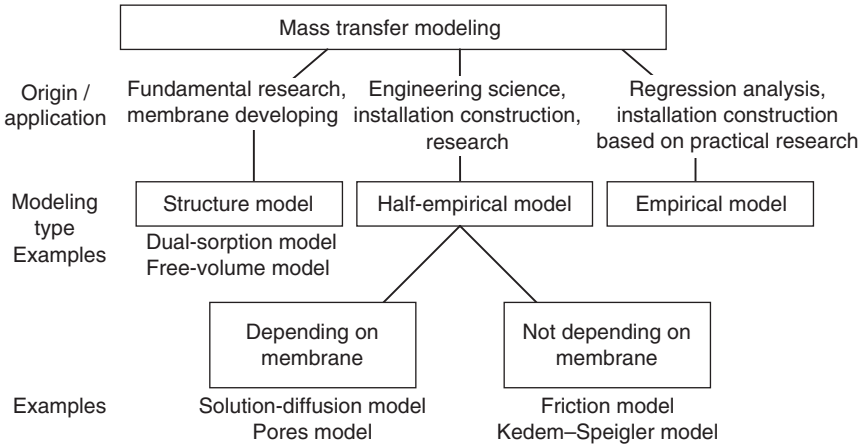 Mass transfer modeling
Origin /
application
Fundamental research,
membrane developing
Engineering science,
installation construction,
research
Regression analysis,
installation construction
based on practical research
Modeling
type
Structure model
Half-empirical model
Empirical model
Examples
Dual-sorption model
Free-volume model
Depending on
membrane
Not depending on
membrane
Examples
Solution-diffusion model
Pores model
Friction model
Kedem–Speigler model